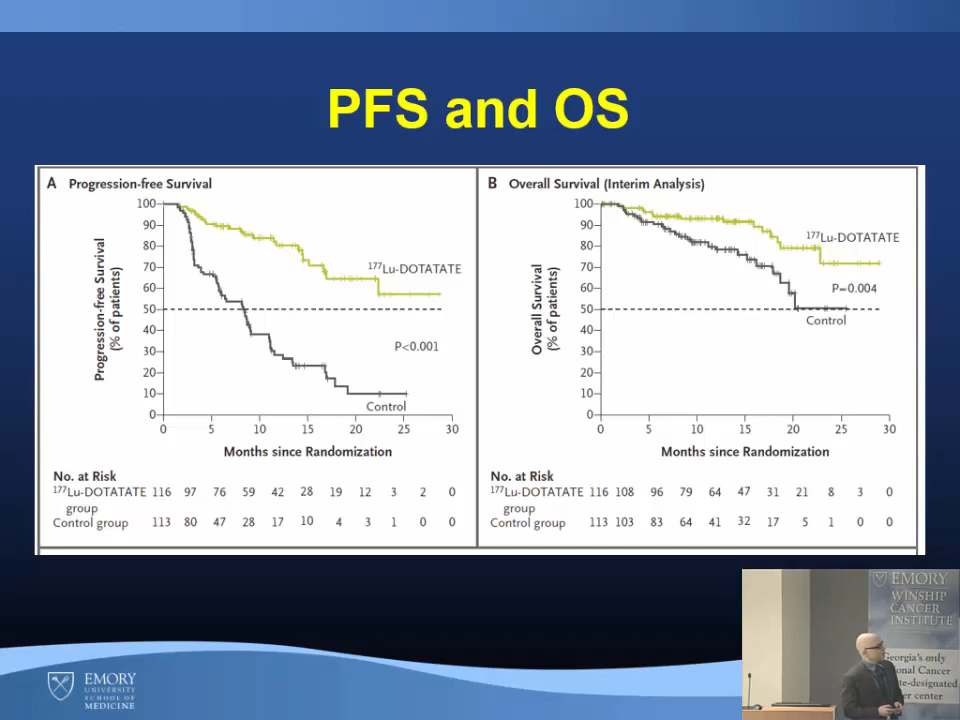 PFS and OS
A Progression-free Survival
Progression-free Survival
(% of patients)
100
90
80
70
60
50
40
30
20
10
0
0 5 10 15 20 25 30
¹⁷⁷Lu-DOTATATE
P<0.001
Control
Months since Randomization
No. at Risk
¹⁷⁷Lu-DOTATATE 116 97 76 59 42 28 19 12 3 2 0
group
Control group 113 80 47 28 17 10 4 3 1 0 0
B Overall Survival (Interim Analysis)
Overall Survival
(% of patients)
100
90
80
70
60
50
40
30
20
10
0
0 5 10 15 20 25 30
¹⁷⁷Lu-DOTATATE
P=0.004
Control
Months since Randomization
No. at Risk
¹⁷⁷Lu-DOTATATE 116 108 96 79 64 47 31 21 8 3 0
group
Control group 113 103 83 64 41 32 17 5 1 0 0
EMORY
UNIVERSITY
SCHOOL OF
MEDICINE
EMORY
WINSHIP
CANCER
INSTITUTE
Georgia's only
onal Cancer
te-designated
er center